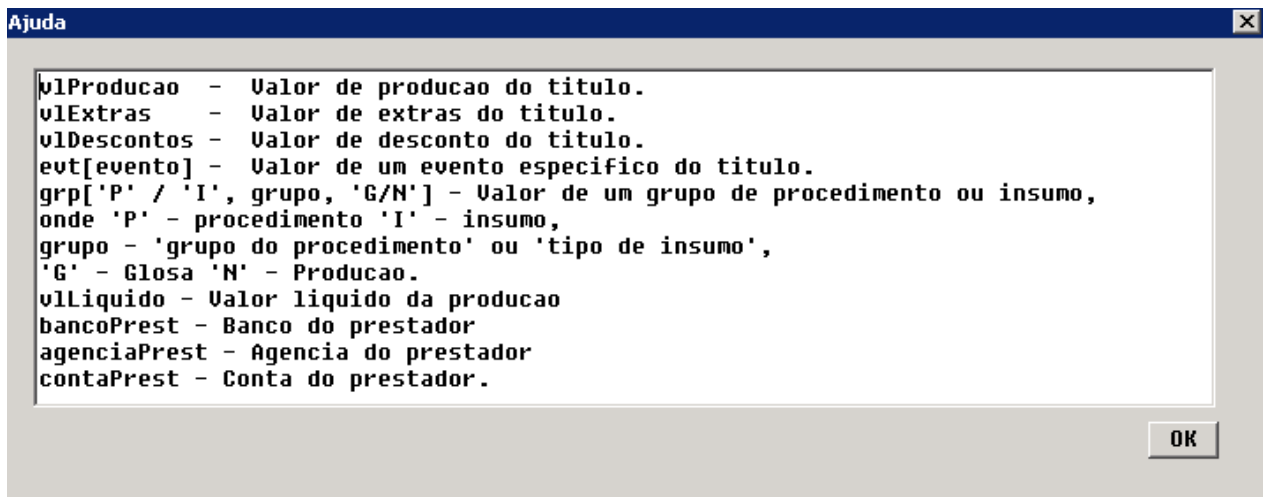 Ajuda
vlProducao  -  Valor de producao do titulo.
vlExtras    -  Valor de extras do titulo.
vlDescontos -  Valor de desconto do titulo.
evt[evento] -  Valor de um evento especifico do titulo.
grp['P' / 'I', grupo, 'G/N'] - Valor de um grupo de procedimento ou insumo,
onde 'P' - procedimento 'I' - insumo,
grupo - 'grupo do procedimento' ou 'tipo de insumo',
'G' - Glosa 'N' - Producao.
vlLiquido - Valor liquido da producao
bancoPrest - Banco do prestador
agenciaPrest - Agencia do prestador
contaPrest - Conta do prestador.
OK